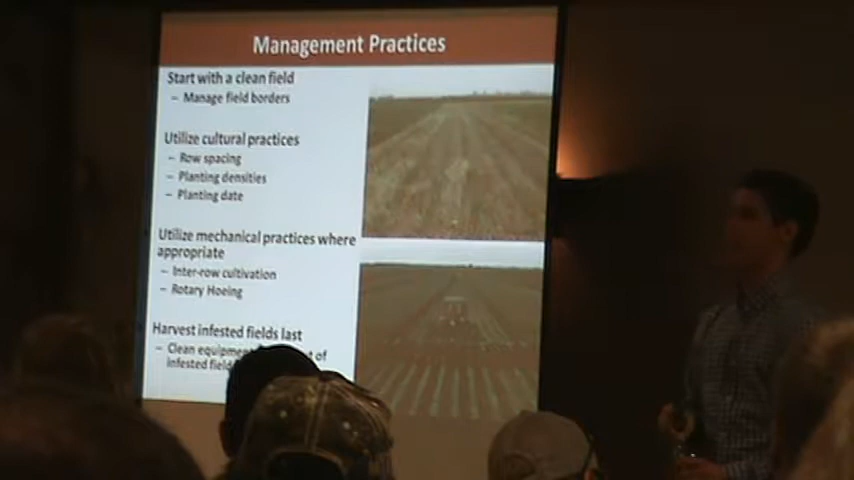 Management Practices
Start with a clean field
– Manage field borders
Utilize cultural practices
– Row spacing
– Planting densities
– Planting date
Utilize mechanical practices where
appropriate
– Inter-row cultivation
– Rotary Hoeing
Harvest infested fields last
– Clean equipment of
infested field